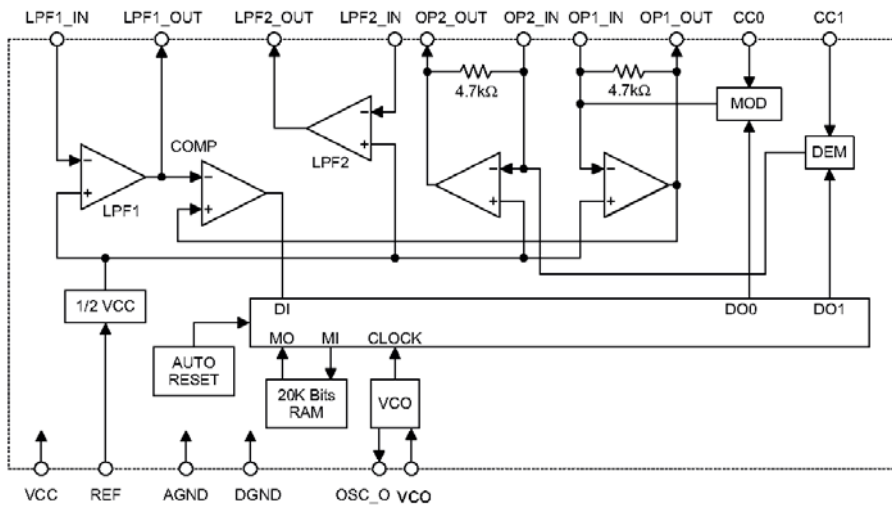 LPF1_IN LPF1_OUT LPF2_OUT LPF2_IN OP2_OUT OP2_IN OP1_IN OP1_OUT CC0 CC1
4.7kΩ 4.7kΩ
MOD
COMP
LPF2
DEM
− + − + − + − + − +
LPF1
1/2 VCC
DI DO0 DO1
MO MI CLOCK
AUTO
RESET
20K Bits
RAM
VCO
VCC REF AGND DGND OSC_O VCO